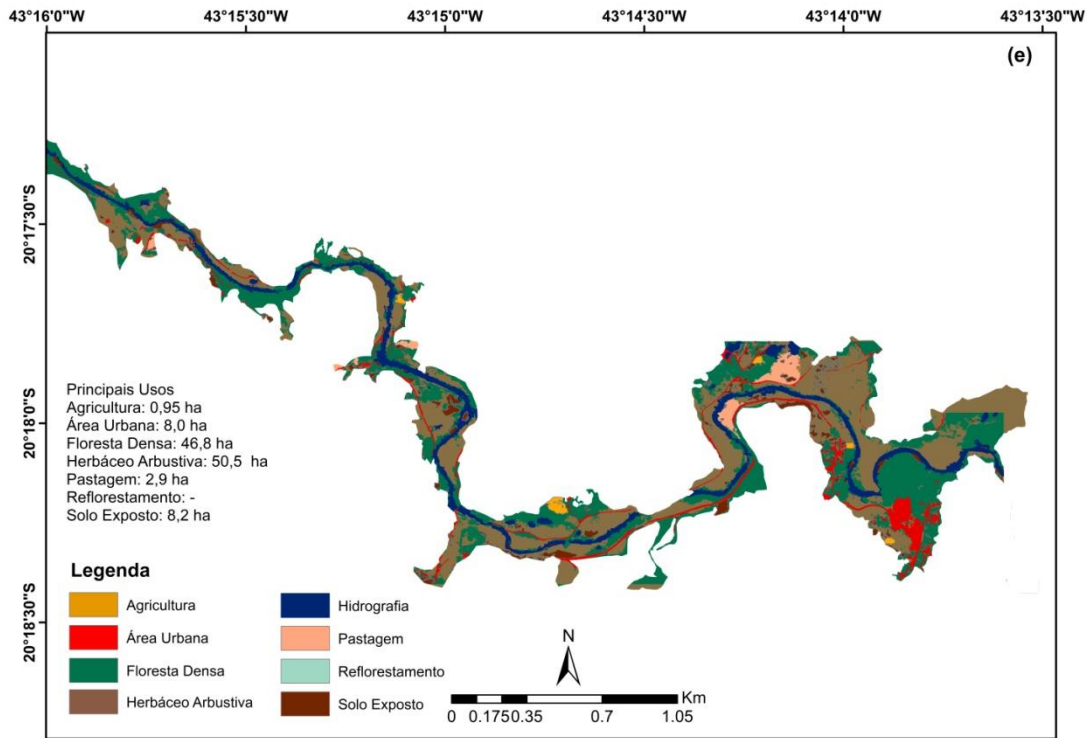 43°16'00"W 43°15'30"W 43°15'00"W 43°14'30"W 43°14'00"W 43°13'30"W
(e)
20°17'30"S
20°18'00"S
20°18'30"S
Principais Usos
Agricultura: 0,95 ha
Área Urbana: 8,0 ha
Floresta Densa: 46,8 ha
Herbáceo Arbustiva: 50,5 ha
Pastagem: 2,9 ha
Reflorestamento: -
Solo Exposto: 8,2 ha
Legenda
Agricultura
Área Urbana
Floresta Densa
Herbáceo Arbustiva
Hidrografia
Pastagem
Reflorestamento
Solo Exposto
N
Km
0 0.175 0.35 0.7 1.05